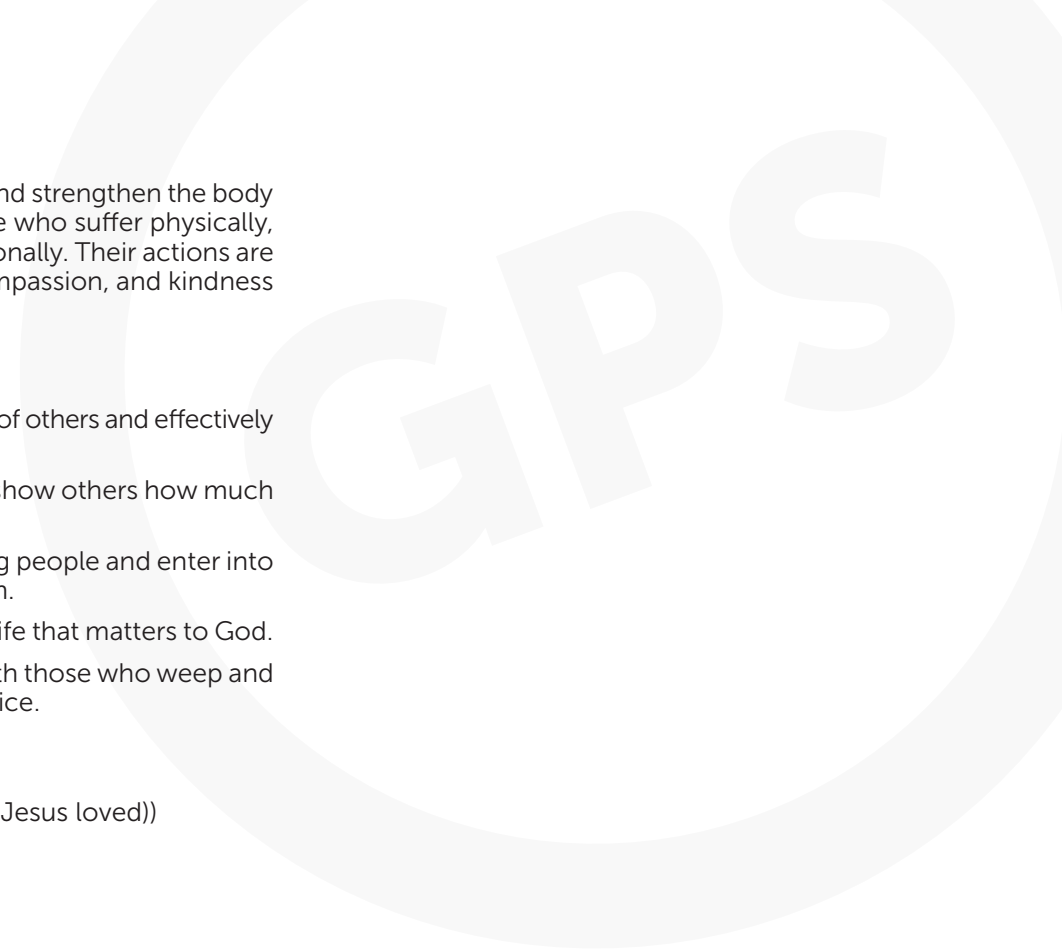 nd strengthen the body
e who suffer physically,
onally. Their actions are
mpassion, and kindness
of others and effectively
show others how much
g people and enter into
n.
ife that matters to God.
th those who weep and
ice.
Jesus loved))
GPS